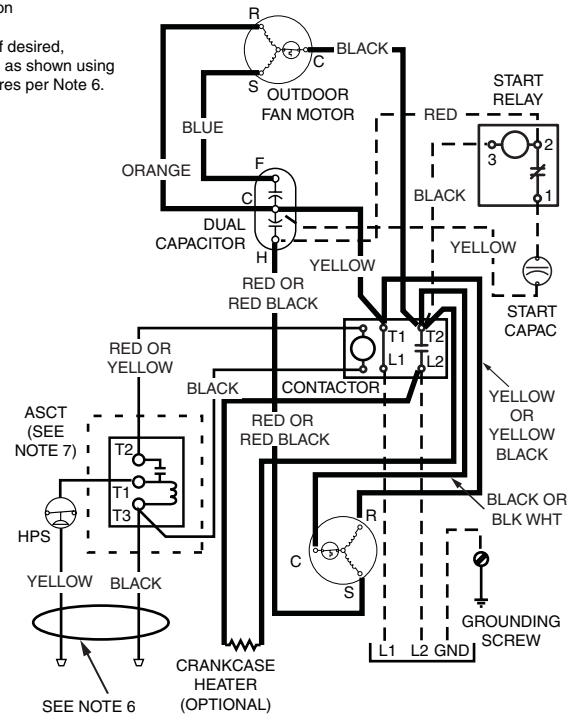 on
f desired,
as shown using
res per Note 6.
R
C
S
BLACK
OUTDOOR
FAN MOTOR
START
RELAY
RED
3
2
1
BLUE
ORANGE
F
C
DUAL
CAPACITOR
H
BLACK
YELLOW
YELLOW
START
CAPAC
RED OR
RED BLACK
T1
T2
L1
L2
CONTACTOR
RED OR
YELLOW
BLACK
YELLOW
OR
YELLOW
BLACK
ASCT
(SEE
NOTE 7)
T2
T1
T3
RED OR
RED BLACK
BLACK OR
BLK WHT
HPS
R
C
S
YELLOW
BLACK
GROUNDING
SCREW
L1
L2
GND
CRANKCASE
HEATER
(OPTIONAL)
SEE NOTE 6